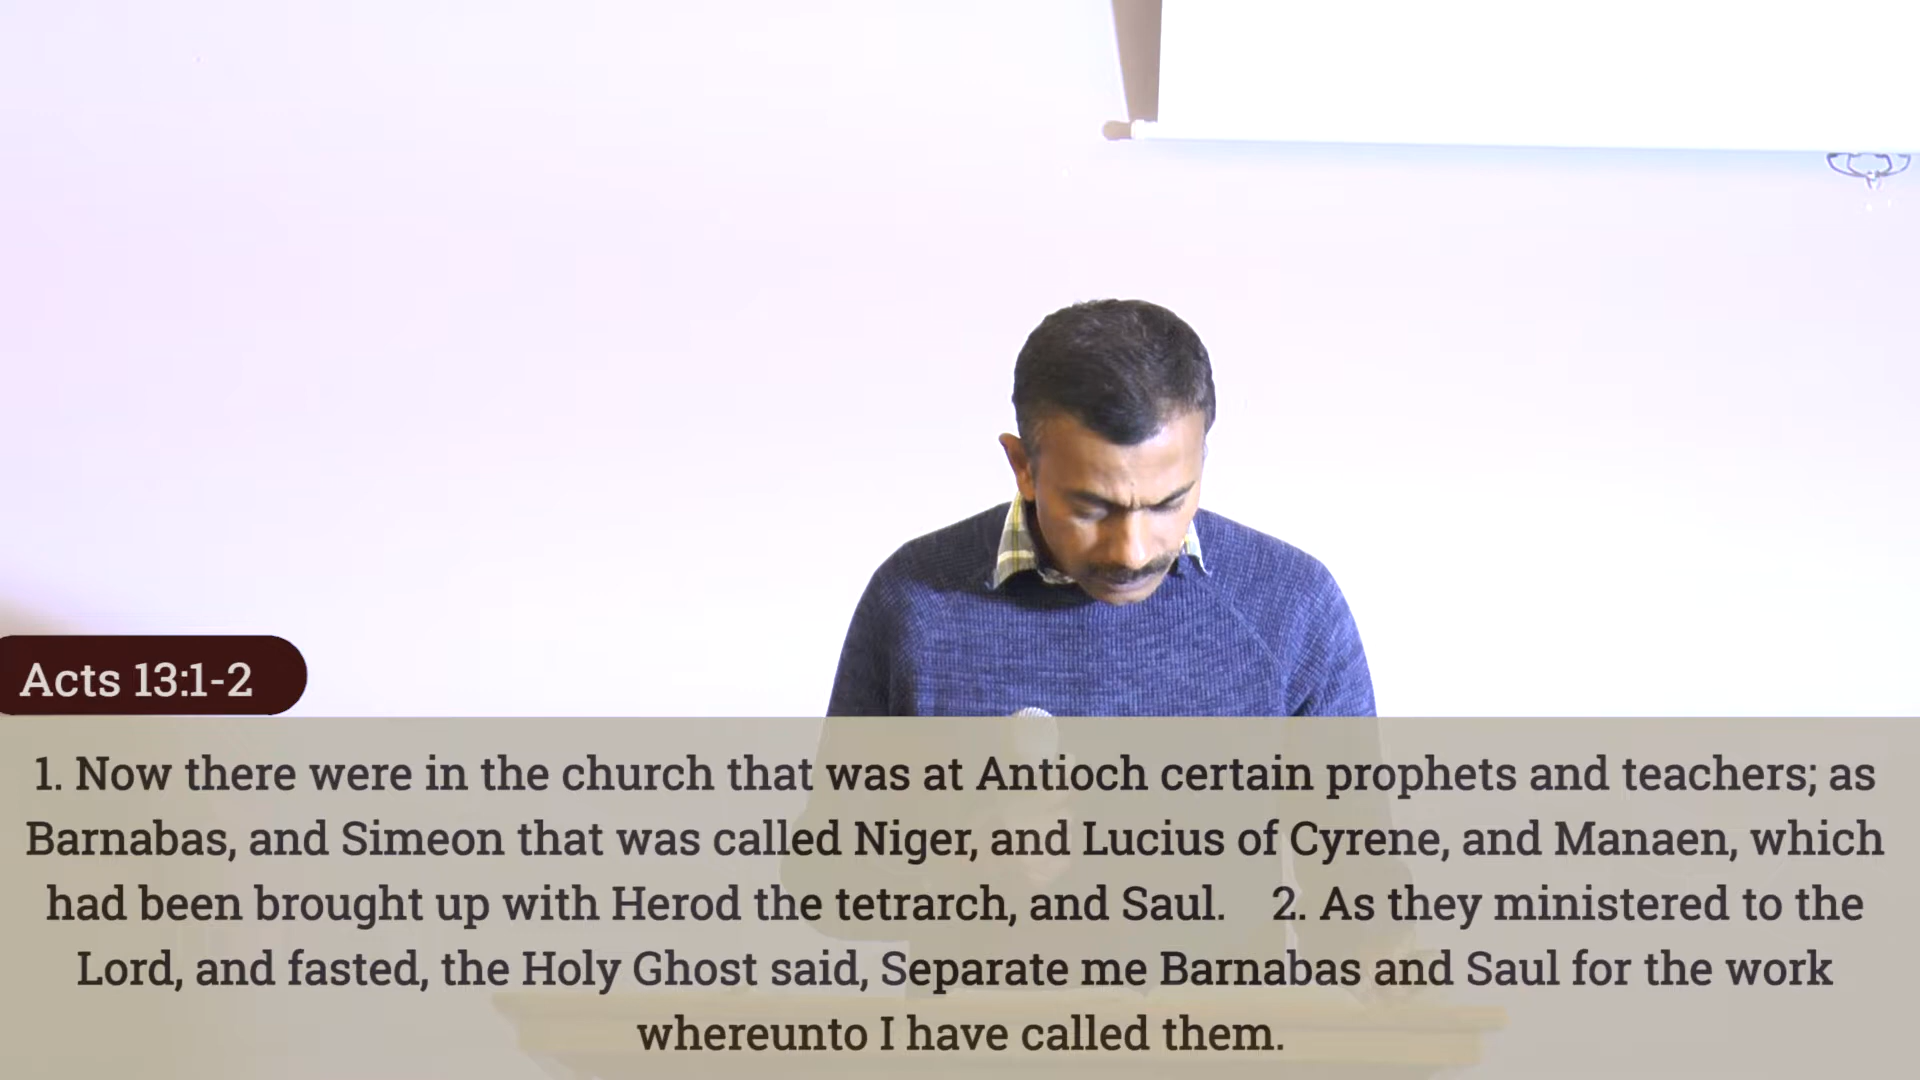 Acts 13:1-2
1. Now there were in the church that was at Antioch certain prophets and teachers; as
Barnabas, and Simeon that was called Niger, and Lucius of Cyrene, and Manaen, which
had been brought up with Herod the tetrarch, and Saul. 2. As they ministered to the
Lord, and fasted, the Holy Ghost said, Separate me Barnabas and Saul for the work
whereunto I have called them.